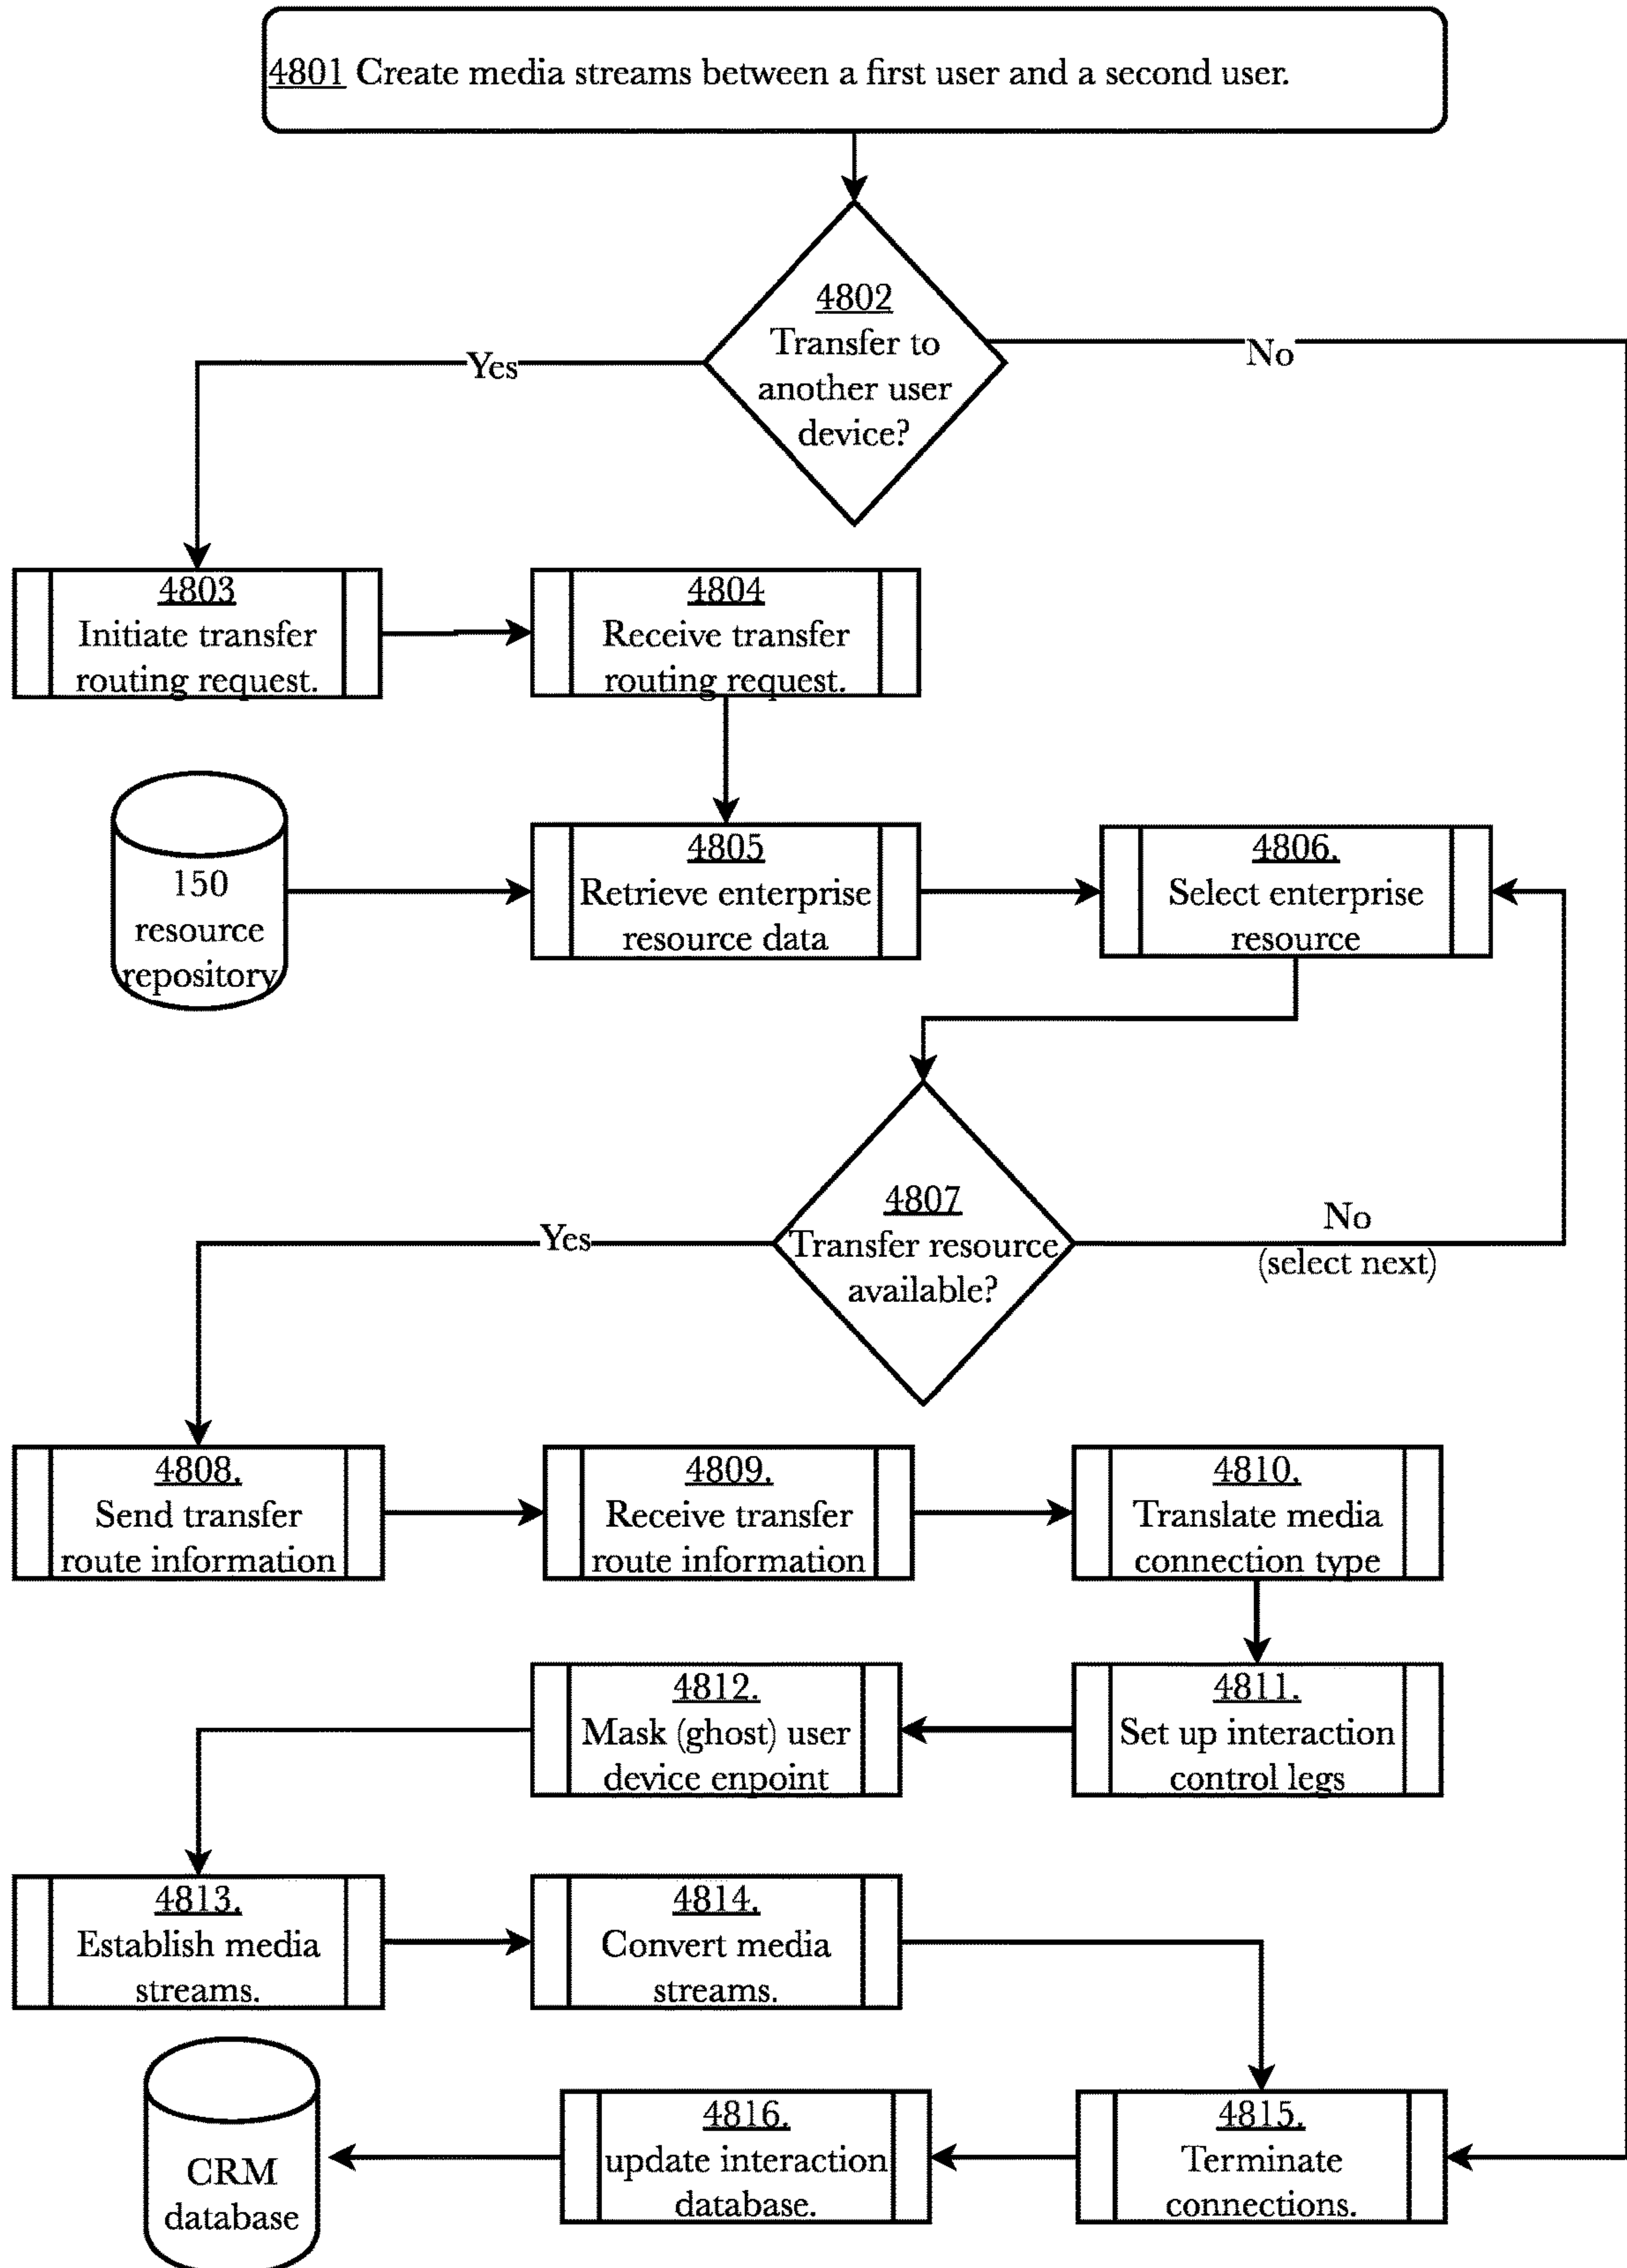 4801 Create media streams between a first user and a second user.
4802
Transfer to
another user
device?
Yes
No
4803
Initiate transfer
routing request.
4804
Receive transfer
routing request.
150
resource
repository
4805
Retrieve enterprise
resource data
4806.
Select enterprise
resource
4807
Transfer resource
available?
Yes
No
(select next)
4808.
Send transfer
route information
4809.
Receive transfer
route information
4810.
Translate media
connection type
4812.
Mask (ghost) user
device enpoint
4811.
Set up interaction
control legs
4813.
Establish media
streams.
4814.
Convert media
streams.
CRM
database
4816.
update interaction
database.
4815.
Terminate
connections.